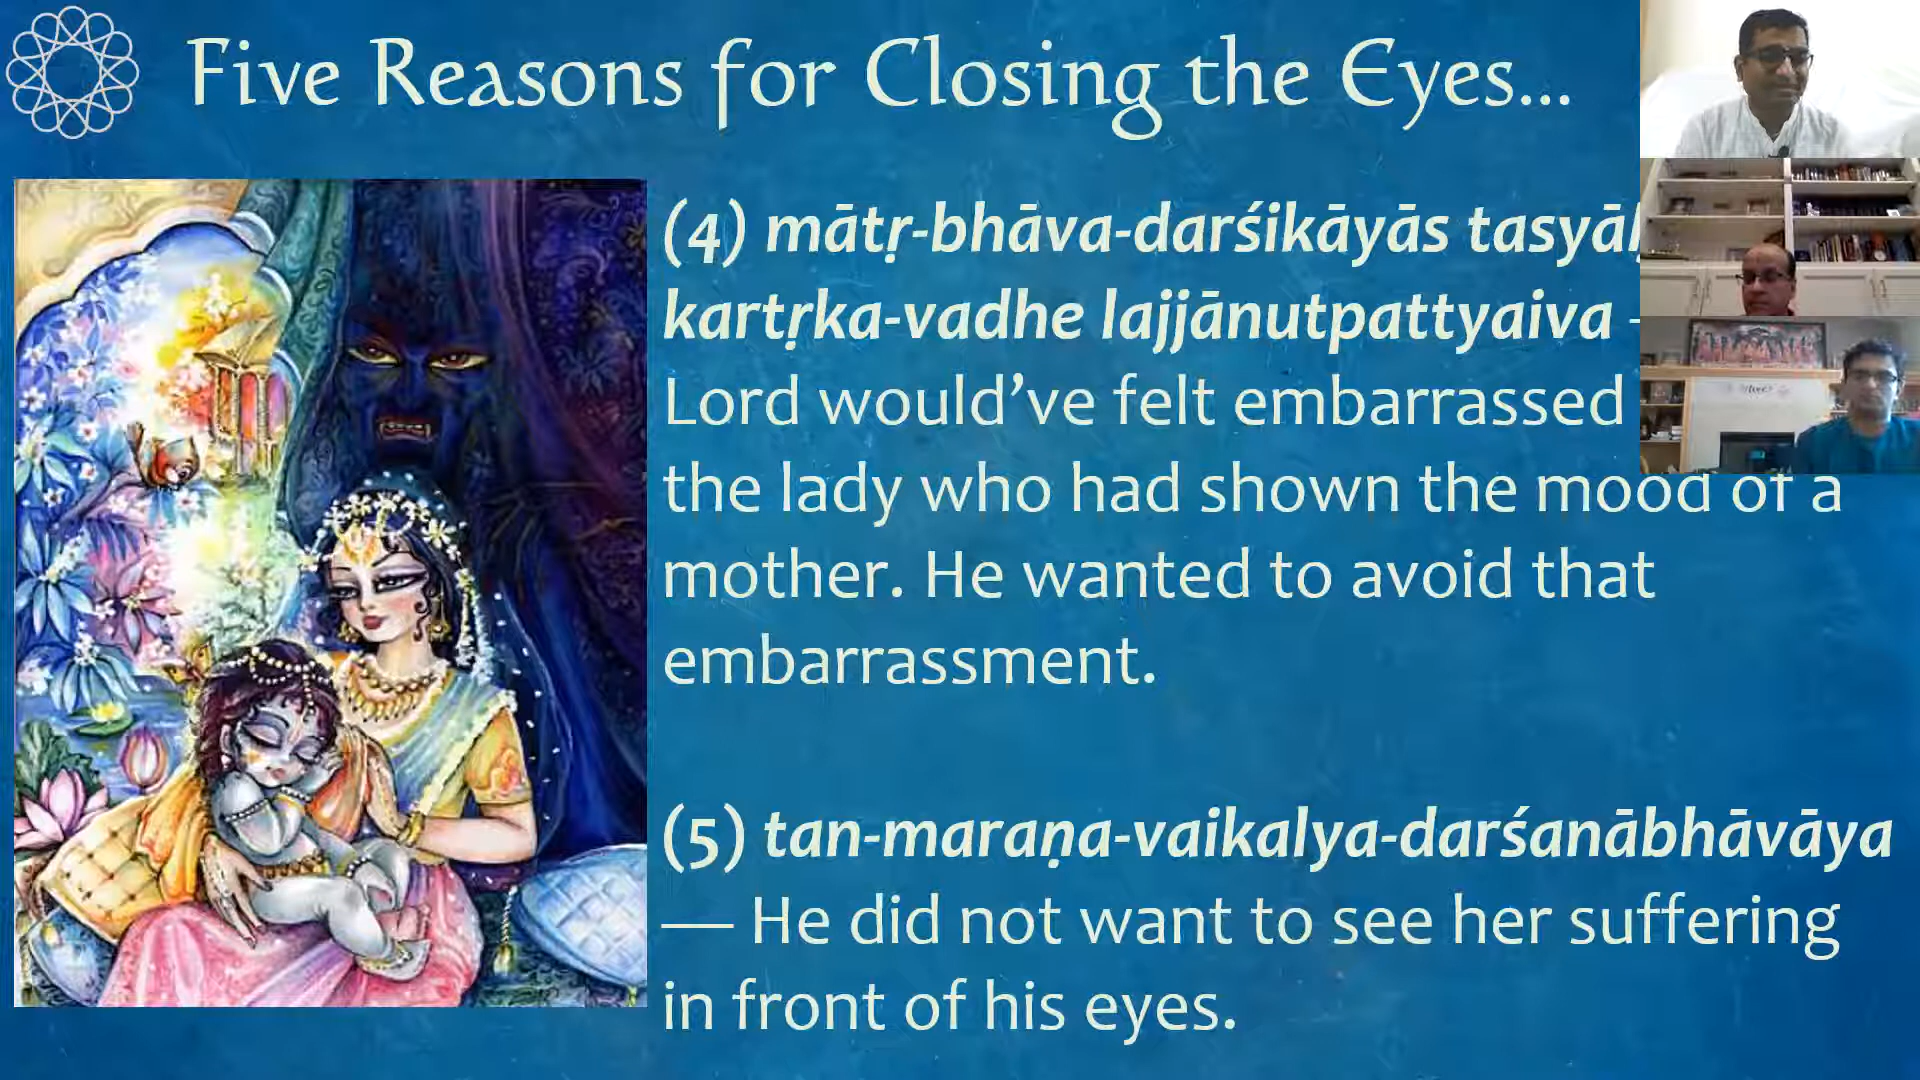 Five Reasons for Closing the Eyes...
(4) mātṛ-bhāva-darśikāyās
kartṛka-vadhe lajjānutpattyaiva
Lord would’ve felt embarrassed
the lady who had shown the mood of a
mother. He wanted to avoid that
embarrassment.
(5) tan-maraṇa-vaikalya-darśanābhāvāya
— He did not want to see her suffering
in front of his eyes.